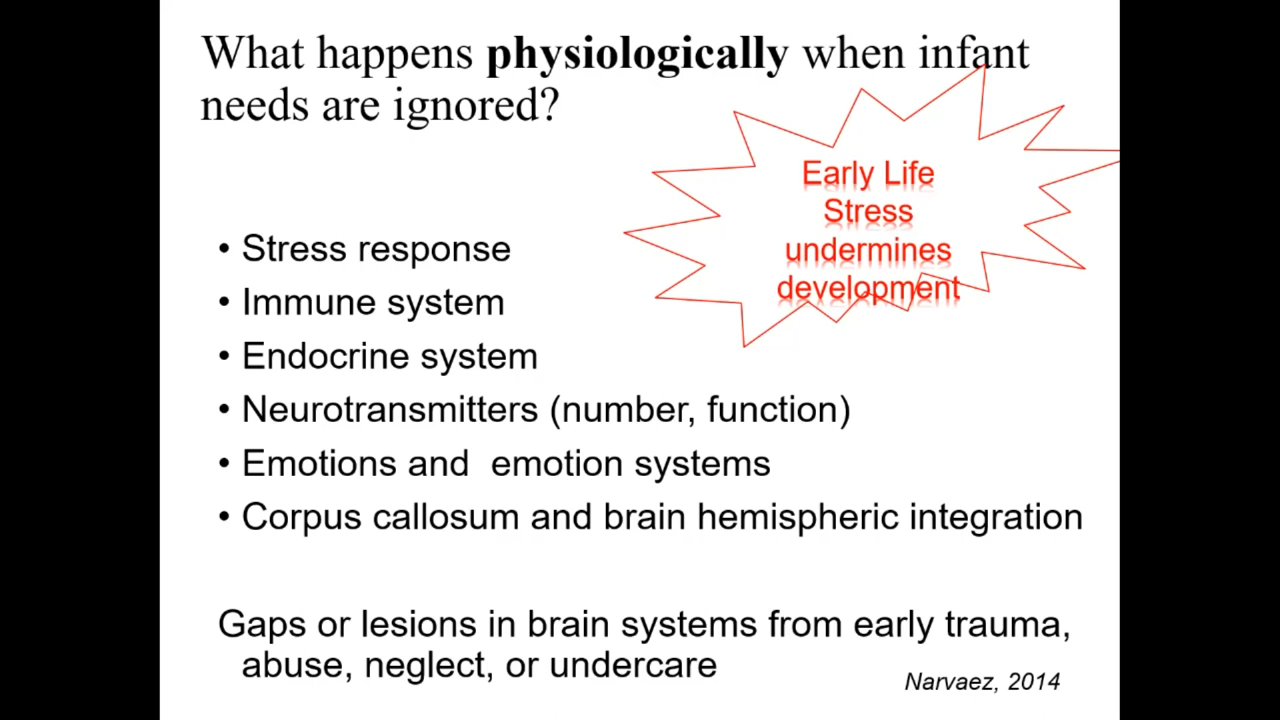 What happens physiologically when infant
needs are ignored?
Early Life
Stress
undermines
development
• Stress response
• Immune system
• Endocrine system
• Neurotransmitters (number, function)
• Emotions and  emotion systems
• Corpus callosum and brain hemispheric integration
Gaps or lesions in brain systems from early trauma,
abuse, neglect, or undercare
Narvaez, 2014